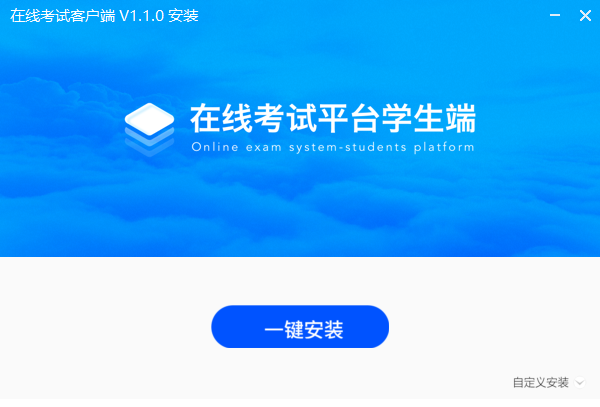 在线考试客户端 V1.1.0 安装
在线考试平台学生端
Online exam system-students platform
一键安装
自定义安装